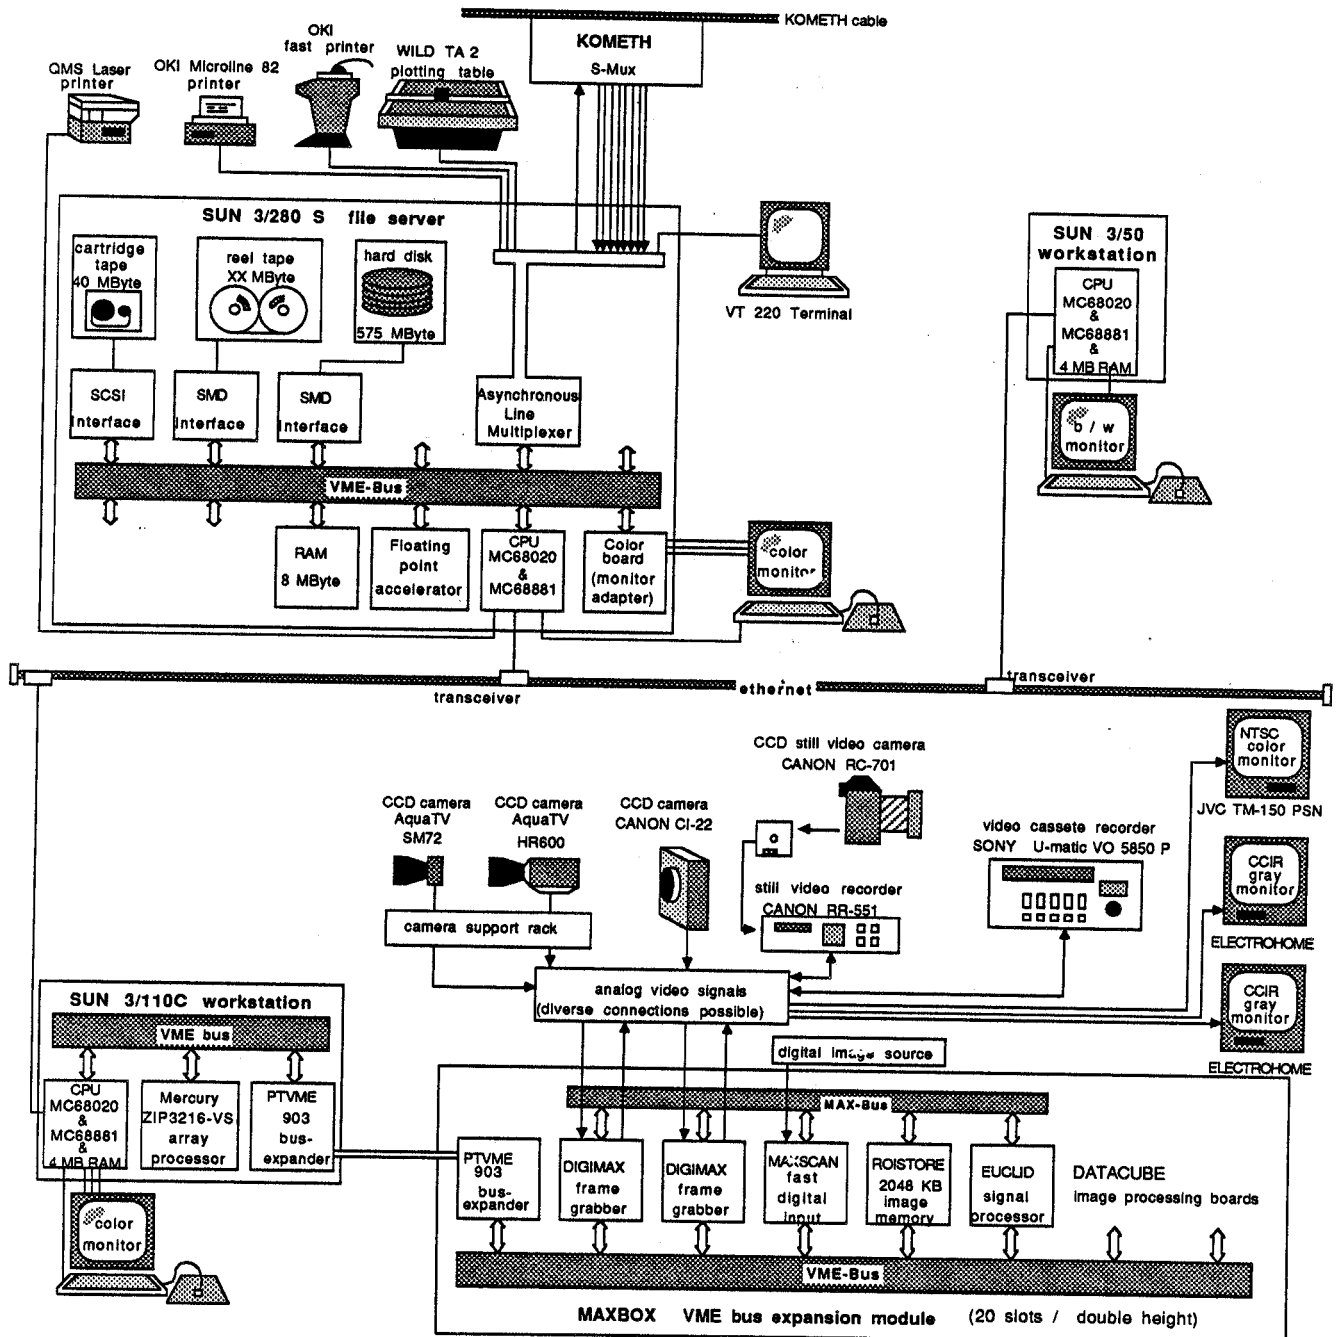 KOMETH cable
KOMETH
S-Mux
OKI
fast printer
WILD TA 2
plotting table
OKI Microline 82
printer
QMS Laser
printer
SUN 3/280 S file server
cartridge
tape
40 MByte
reel tape
XX MByte
hard disk
575 MByte
VT 220 Terminal
SUN 3/50
workstation
CPU
MC68020
&
MC68881
&
4 MB RAM
b / w
monitor
SCSI
Interface
SMD
Interface
SMD
Interface
Asynchronous
Line
Multiplexer
VME-Bus
RAM
8 MByte
Floating
point
accelerator
CPU
MC68020
&
MC68881
Color
board
(monitor
adapter)
color
monitor
transceiver
ethernet
transceiver
NTSC
color
monitor
JVC TM-150 PSN
CCD still video camera
CANON RC-701
CCD camera
AquaTV
SM72
CCD camera
AquaTV
HR600
CCD camera
CANON CI-22
video cassete recorder
SONY U-matic VO 5850 P
CCIR
gray
monitor
ELECTROHOME
still video recorder
CANON RR-551
camera support rack
CCIR
gray
monitor
ELECTROHOME
analog video signals
(diverse connections possible)
digital image source
SUN 3/110C workstation
VME bus
CPU
MC68020
&
MC68881
&
4 MB RAM
Mercury
ZIP3216-VS
array
processor
PTVME
903
bus-
expander
color
monitor
MAX-Bus
PTVME
903
bus-
expander
DIGIMAX
frame
grabber
DIGIMAX
frame
grabber
MAXSCAN
fast
digital
input
ROISTORE
2048 KB
image
memory
EUCLID
signal
processor
DATACUBE
image processing boards
VME-Bus
MAXBOX VME bus expansion module (20 slots / double height)